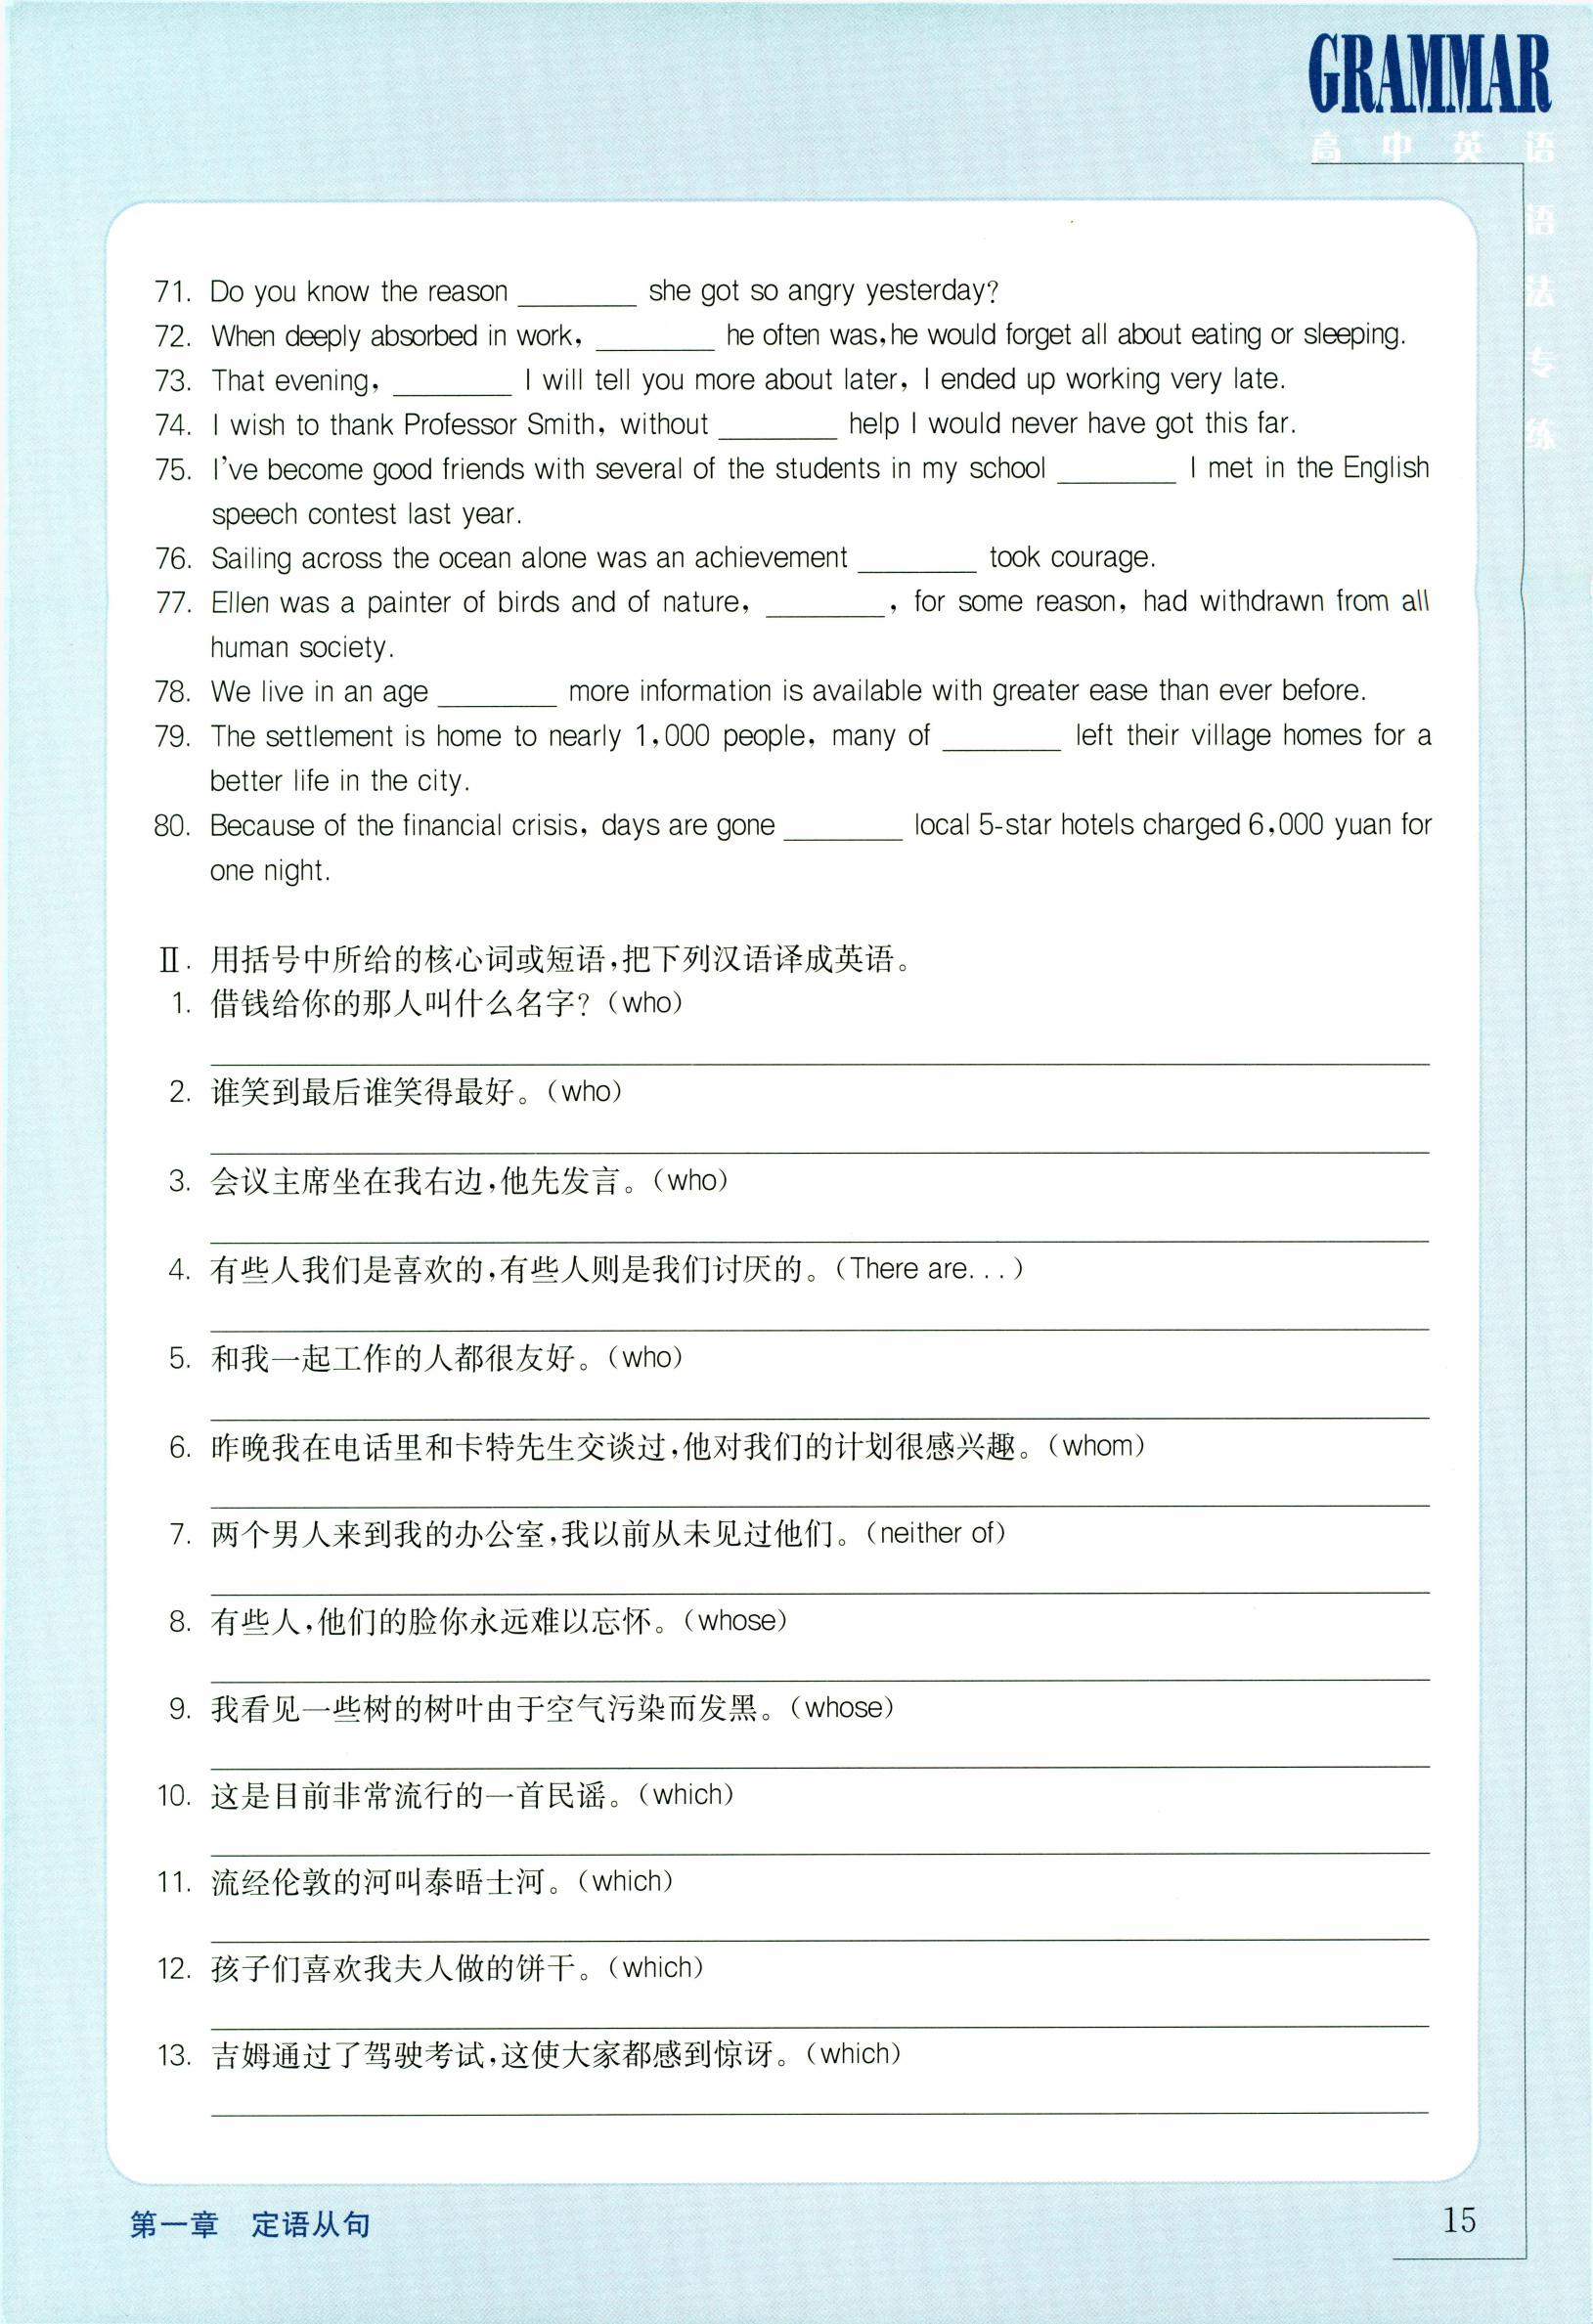 GRAMMAR
高中英语
语法专练
71. Do you know the reason ________ she got so angry yesterday?
72. When deeply absorbed in work, ________ he often was, he would forget all about eating or sleeping.
73. That evening, ________ I will tell you more about later, I ended up working very late.
74. I wish to thank Professor Smith, without ________ help I would never have got this far.
75. I've become good friends with several of the students in my school ________ I met in the English
speech contest last year.
76. Sailing across the ocean alone was an achievement ________ took courage.
77. Ellen was a painter of birds and of nature, ________, for some reason, had withdrawn from all
human society.
78. We live in an age ________ more information is available with greater ease than ever before.
79. The settlement is home to nearly 1,000 people, many of ________ left their village homes for a
better life in the city.
80. Because of the financial crisis, days are gone ________ local 5-star hotels charged 6,000 yuan for
one night.
Ⅱ. 用括号中所给的核心词或短语,把下列汉语译成英语。
1. 借钱给你的那人叫什么名字?(who)
2. 谁笑到最后谁笑得最好。(who)
3. 会议主席坐在我右边,他先发言。(who)
4. 有些人我们是喜欢的,有些人则是我们讨厌的。(There are...)
5. 和我一起工作的人都很友好。(who)
6. 昨晚我在电话里和卡特先生交谈过,他对我们的计划很感兴趣。(whom)
7. 两个男人来到我的办公室,我以前从未见过他们。(neither of)
8. 有些人,他们的脸你永远难以忘怀。(whose)
9. 我看见一些树的树叶由于空气污染而发黑。(whose)
10. 这是目前非常流行的一首民谣。(which)
11. 流经伦敦的河叫泰晤士河。(which)
12. 孩子们喜欢我夫人做的饼干。(which)
13. 吉姆通过了驾驶考试,这使大家都感到惊讶。(which)
第一章 定语从句
15